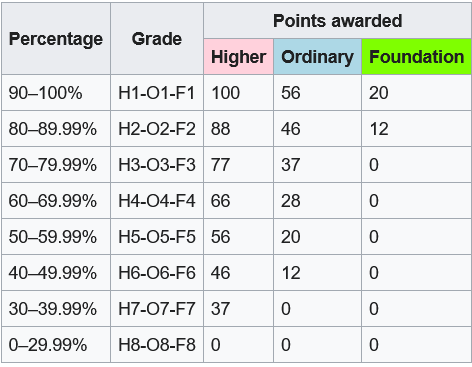 Percentage Grade Points awarded
Higher Ordinary Foundation
90–100% H1-O1-F1 100 56 20
80–89.99% H2-O2-F2 88 46 12
70–79.99% H3-O3-F3 77 37 0
60–69.99% H4-O4-F4 66 28 0
50–59.99% H5-O5-F5 56 20 0
40–49.99% H6-O6-F6 46 12 0
30–39.99% H7-O7-F7 37 0 0
0–29.99% H8-O8-F8 0 0 0